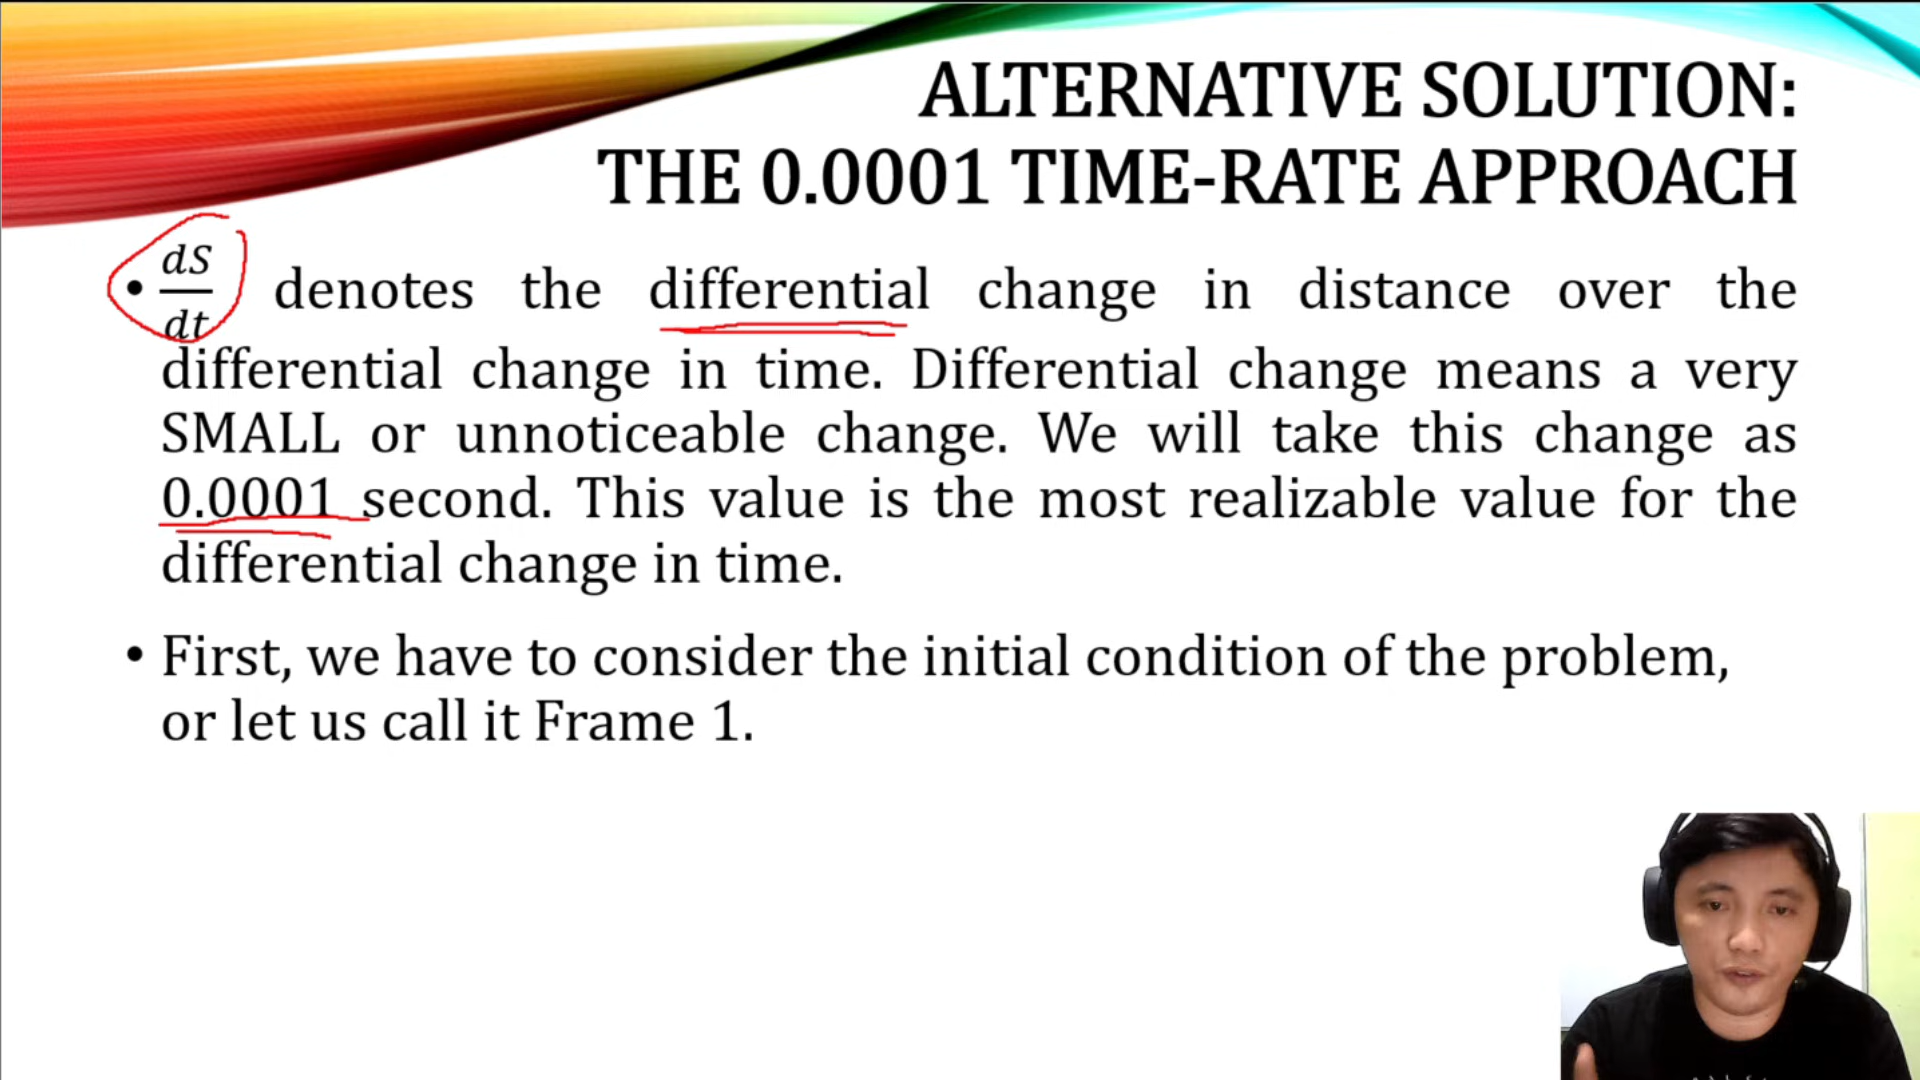 ALTERNATIVE SOLUTION:
THE 0.0001 TIME-RATE APPROACH
• dS/dt denotes the differential change in distance over the
differential change in time. Differential change means a very
SMALL or unnoticeable change. We will take this change as
0.0001 second. This value is the most realizable value for the
differential change in time.
• First, we have to consider the initial condition of the problem,
or let us call it Frame 1.